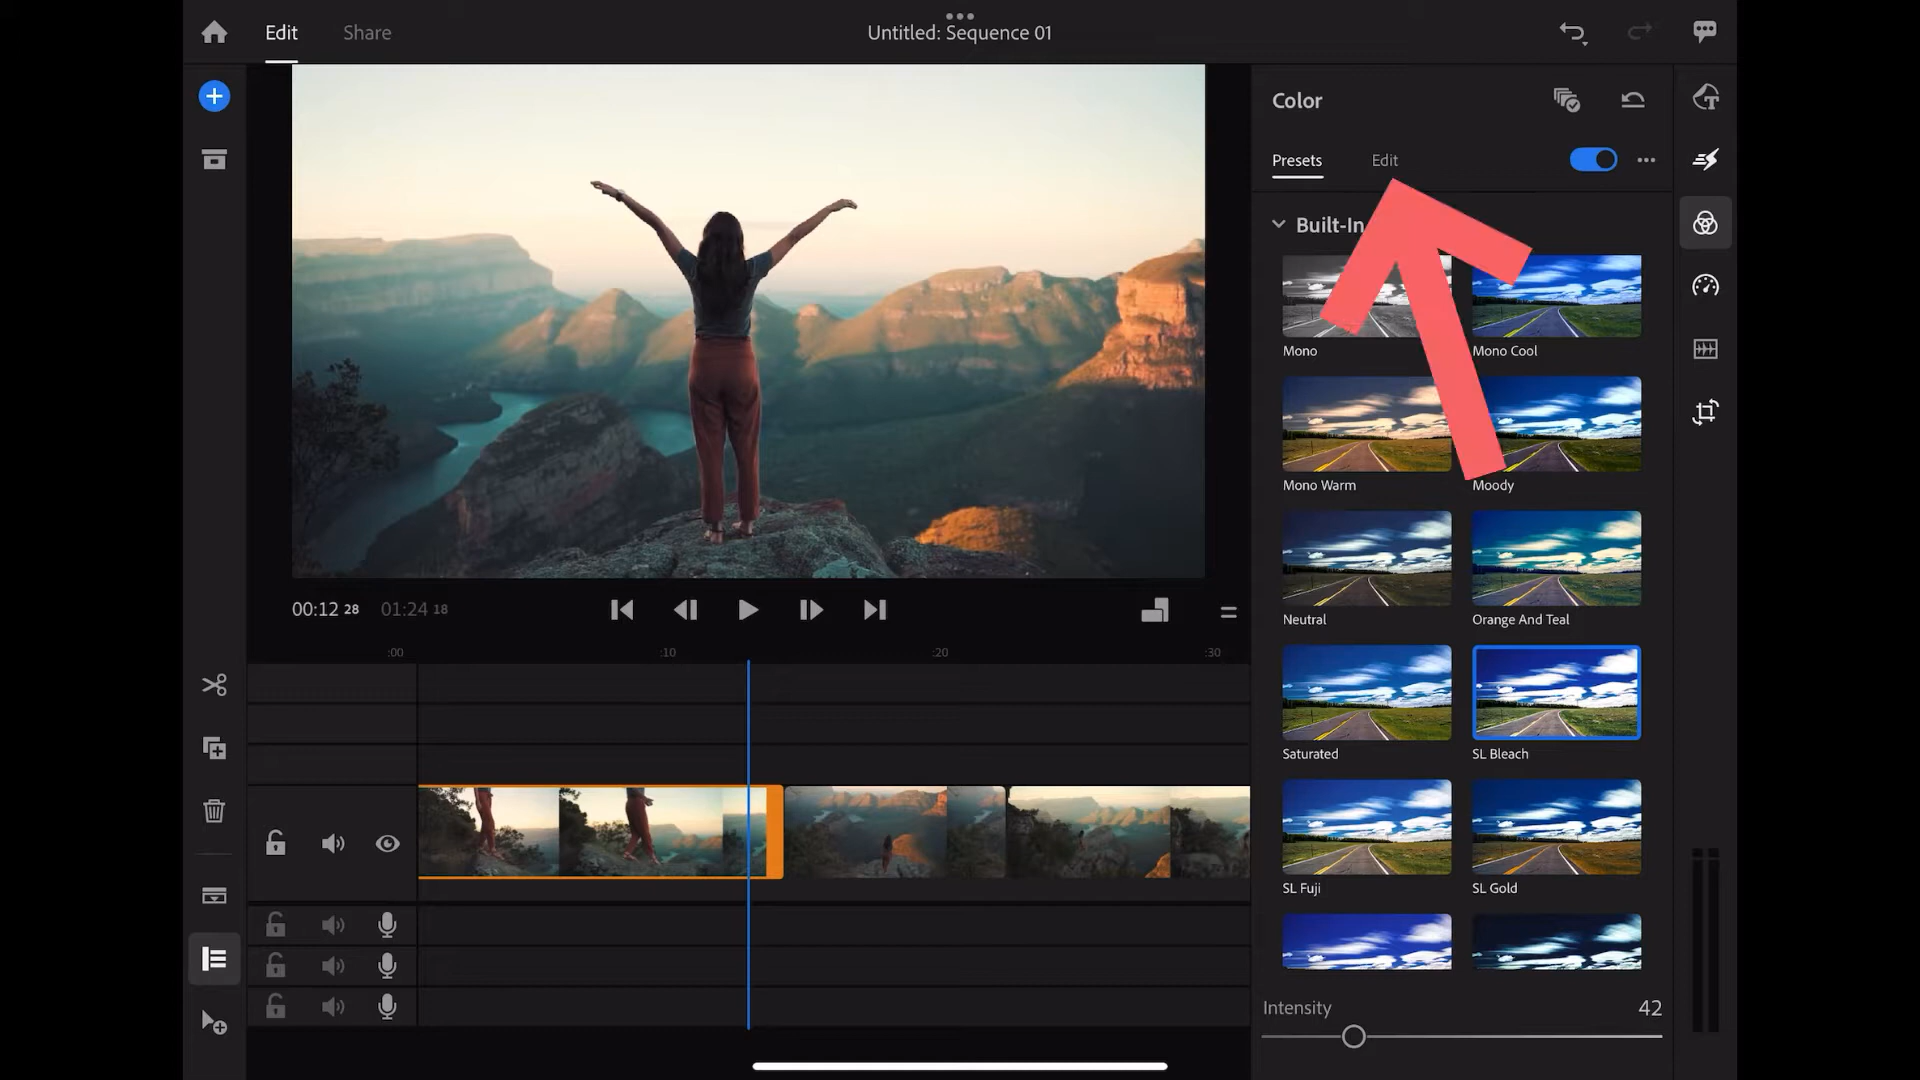 Edit
Share
Untitled: Sequence 01
Color
Presets
Edit
Built-In
Mono
Mono Cool
Mono Warm
Moody
Neutral
Orange And Teal
Saturated
SL Bleach
SL Fuji
SL Gold
Intensity
42
00:12 28
01:24 18
:00
:10
:20
:30